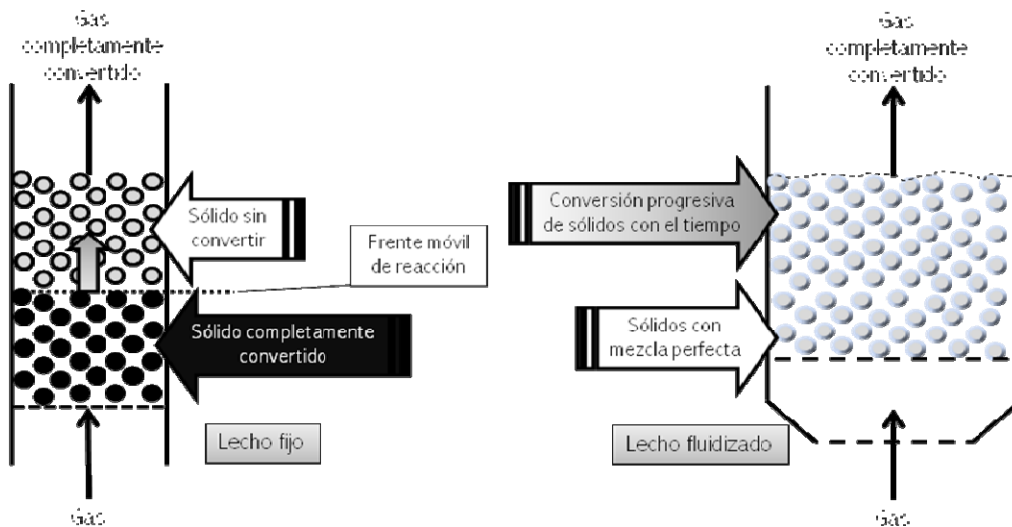 Gas
completamente
convertido
Sólido sin
convertir
Frente móvil
de reacción
Sólido completamente
convertido
Lecho fijo
Gas
Gas
completamente
convertido
Conversión progresiva
de sólidos con el tiempo
Sólidos con
mezcla perfecta
Lecho fluidizado
Gas